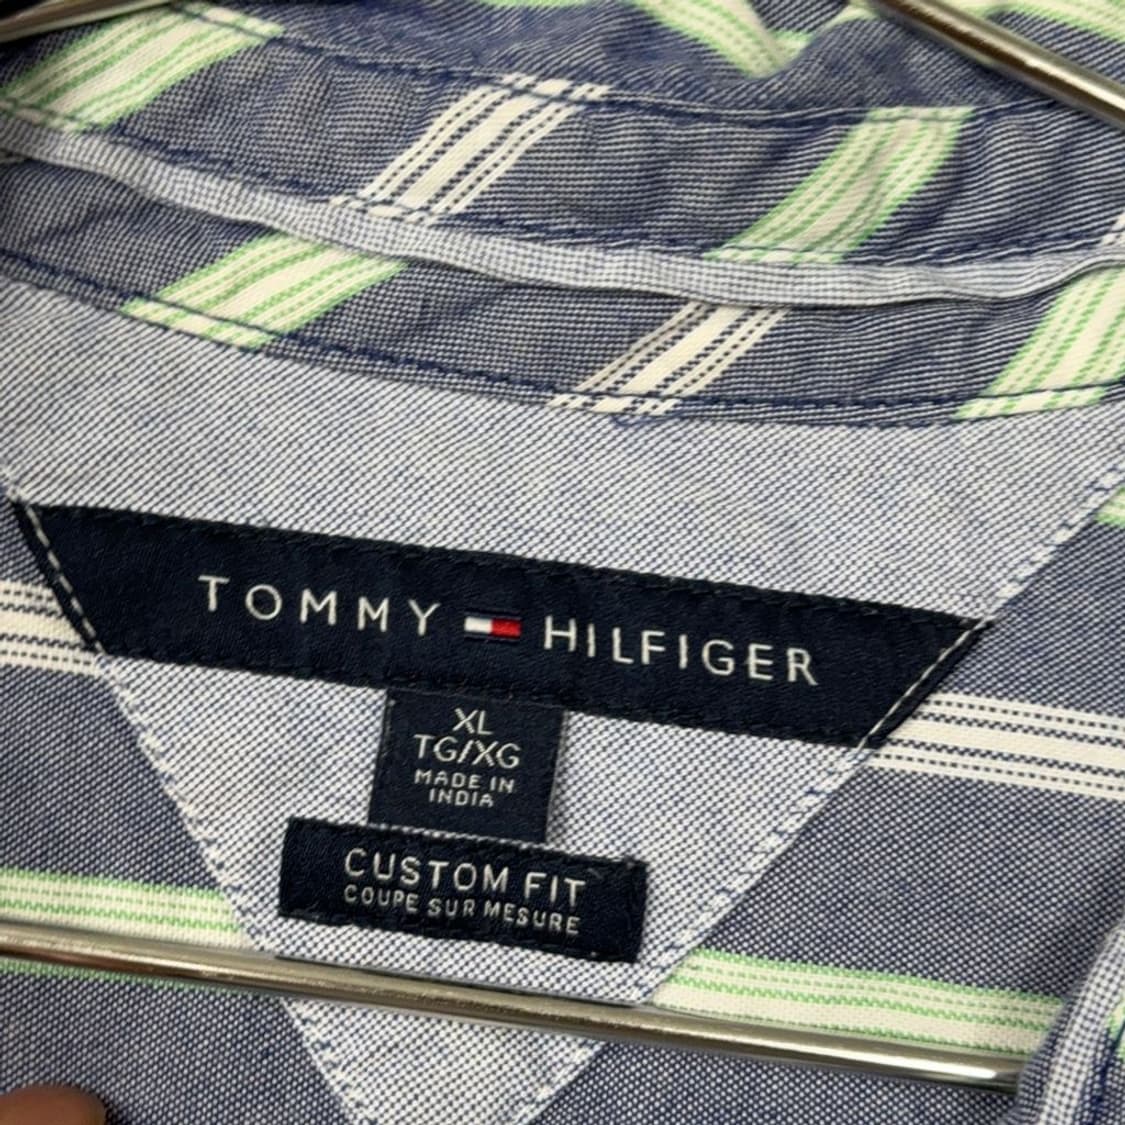 TOMMY HILFIGER
XL
TG/XG
MADE IN
INDIA
CUSTOM FIT
COUPE SUR MESURE